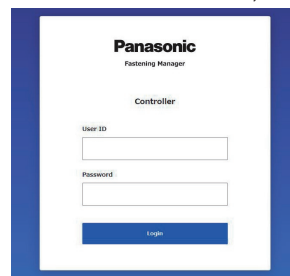 Panasonic
Fastening Manager
Controller
User ID
Password
Login